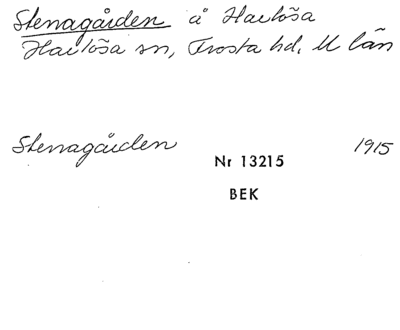 Stenagården å Harlösa
Harlösa sn, Frosta hd, M län
Stenagården 1915
Nr 13215
BEK